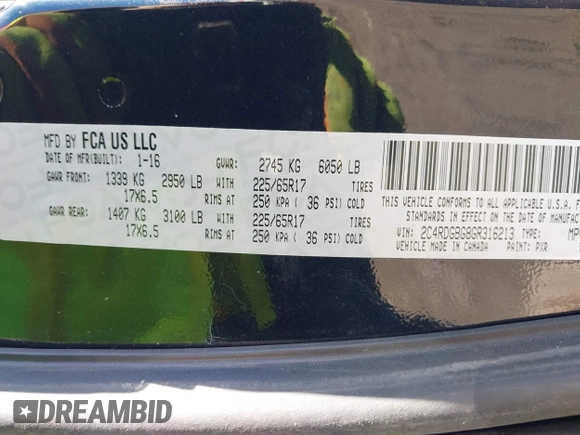 MFD BY FCA US LLC
DATE OF MFR(BUILT): 1-16 GVWR: 2745 KG 6050 LB
GAWR FRONT: 1339 KG 2950 LB WITH 225/65R17 TIRES
17X6.5 RIMS AT 250 KPA ( 36 PSI) COLD
GAWR REAR: 1407 KG 3100 LB WITH 225/65R17 TIRES
17X6.5 RIMS AT 250 KPA ( 36 PSI) COLD
THIS VEHICLE CONFORMS TO ALL APPLICABLE U.S.A. F
STANDARDS IN EFFECT ON THE DATE OF MANUFACTU
VIN: 2C4RDGBG8GR316213 TYPE: MP
VEHICLE MADE IN CANADA PAINT: PXR
DREAMBID